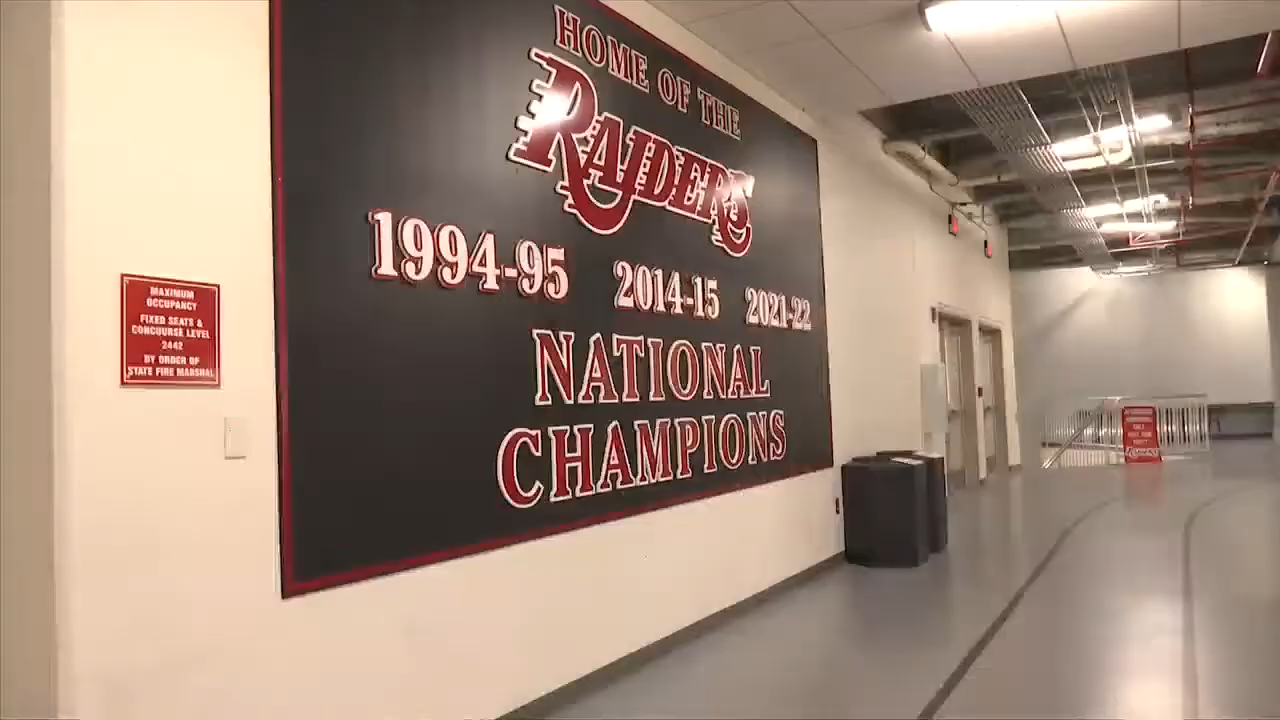 HOME OF THE
RAIDERS
1994-95 2014-15 2021-22
NATIONAL
CHAMPIONS
MAXIMUM
OCCUPANCY
FIXED SEATS &
CONCOURSE LEVEL
2442
BY ORDER OF
STATE FIRE MARSHAL